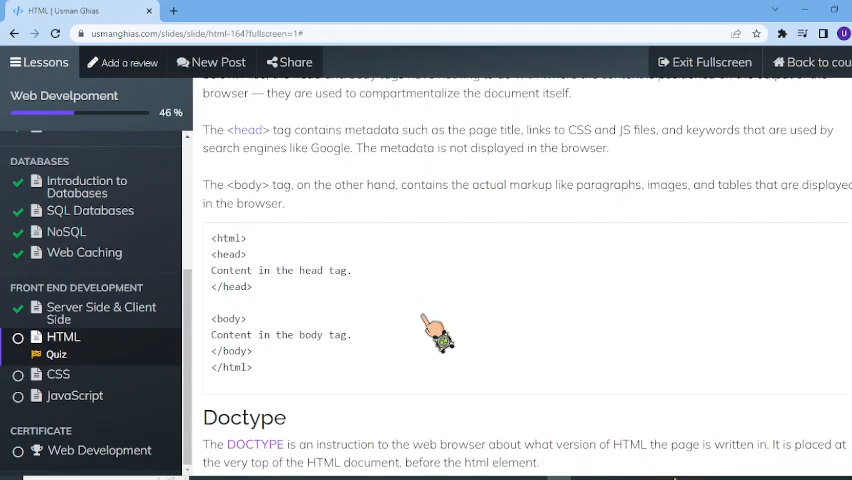 HTML | Usman Ghias
usmanghias.com/slides/slide/html-164?fullscreen=1#
Lessons
Add a review
New Post
Share
Exit Fullscreen
Back to cou
Web Develpoment
46 %
DATABASES
Introduction to
Databases
SQL Databases
NoSQL
Web Caching
FRONT END DEVELOPMENT
Server Side & Client
Side
HTML
Quiz
CSS
JavaScript
CERTIFICATE
Web Development
browser — they are used to compartmentalize the document itself.
The <head> tag contains metadata such as the page title, links to CSS and JS files, and keywords that are used by
search engines like Google. The metadata is not displayed in the browser.
The <body> tag, on the other hand, contains the actual markup like paragraphs, images, and tables that are displayed
in the browser.
<html>
<head>
Content in the head tag.
</head>
<body>
Content in the body tag.
</body>
</html>
Doctype
The DOCTYPE is an instruction to the web browser about what version of HTML the page is written in. It is placed at
the very top of the HTML document, before the html element.